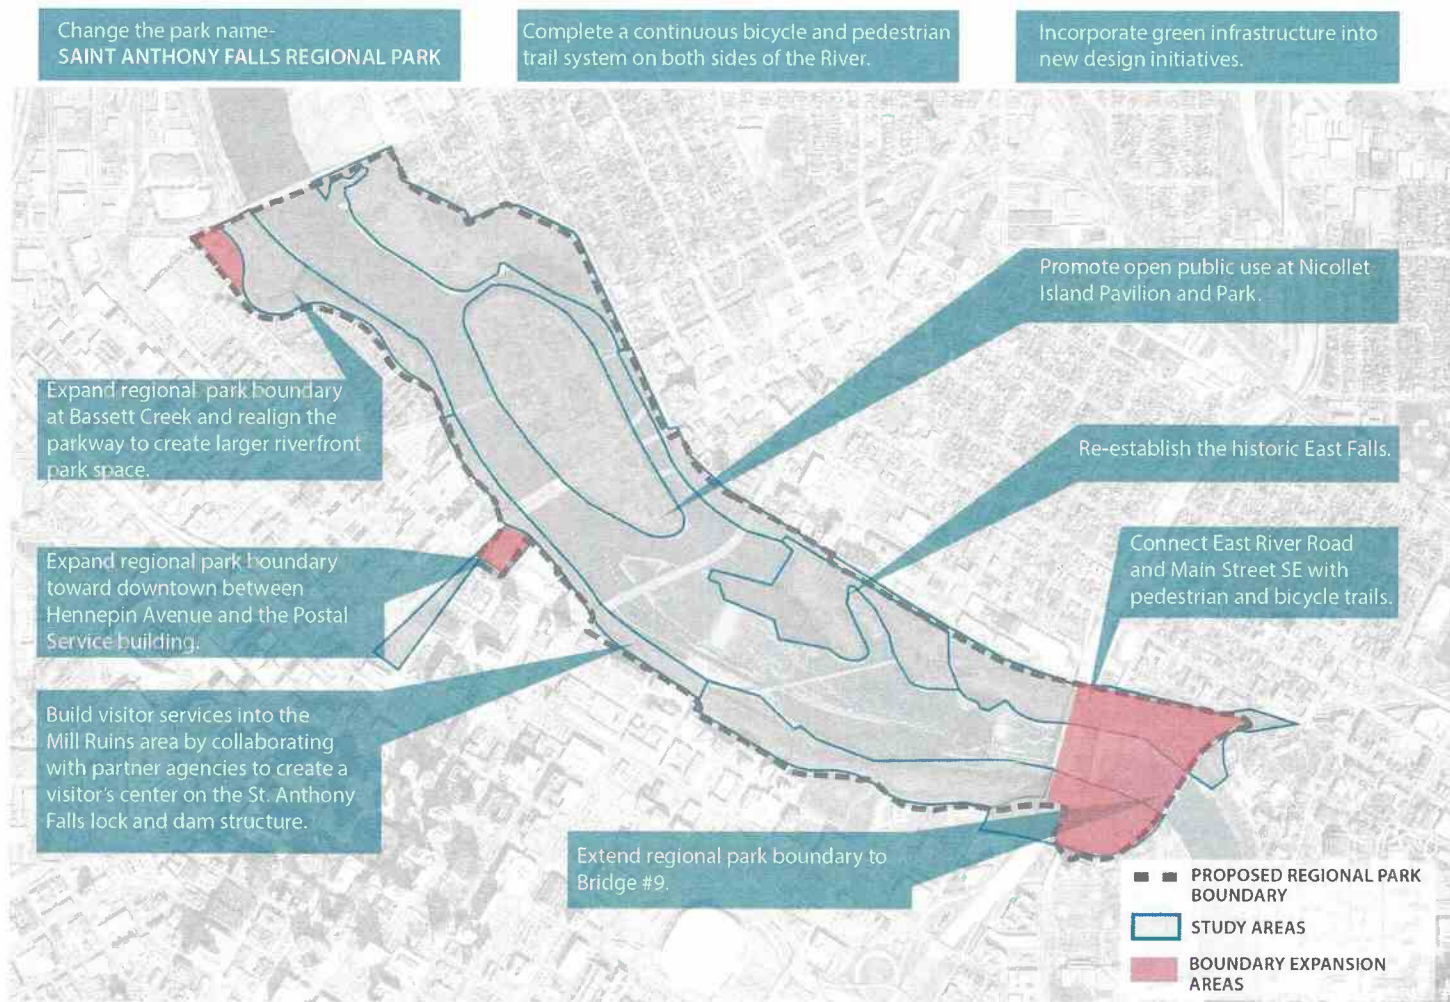 Change the park name-
SAINT ANTHONY FALLS REGIONAL PARK
Complete a continuous bicycle and pedestrian
trail system on both sides of the River.
Incorporate green infrastructure into
new design initiatives.
Promote open public use at Nicollet
Island Pavilion and Park.
Expand regional park boundary
at Bassett Creek and realign the
parkway to create larger riverfront
park space.
Re-establish the historic East Falls.
Expand regional park boundary
toward downtown between
Hennepin Avenue and the Postal
Service building.
Connect East River Road
and Main Street SE with
pedestrian and bicycle trails.
Build visitor services into the
Mill Ruins area by collaborating
with partner agencies to create a
visitor's center on the St. Anthony
Falls lock and dam structure.
Extend regional park boundary to
Bridge #9.
PROPOSED REGIONAL PARK
BOUNDARY
STUDY AREAS
BOUNDARY EXPANSION
AREAS